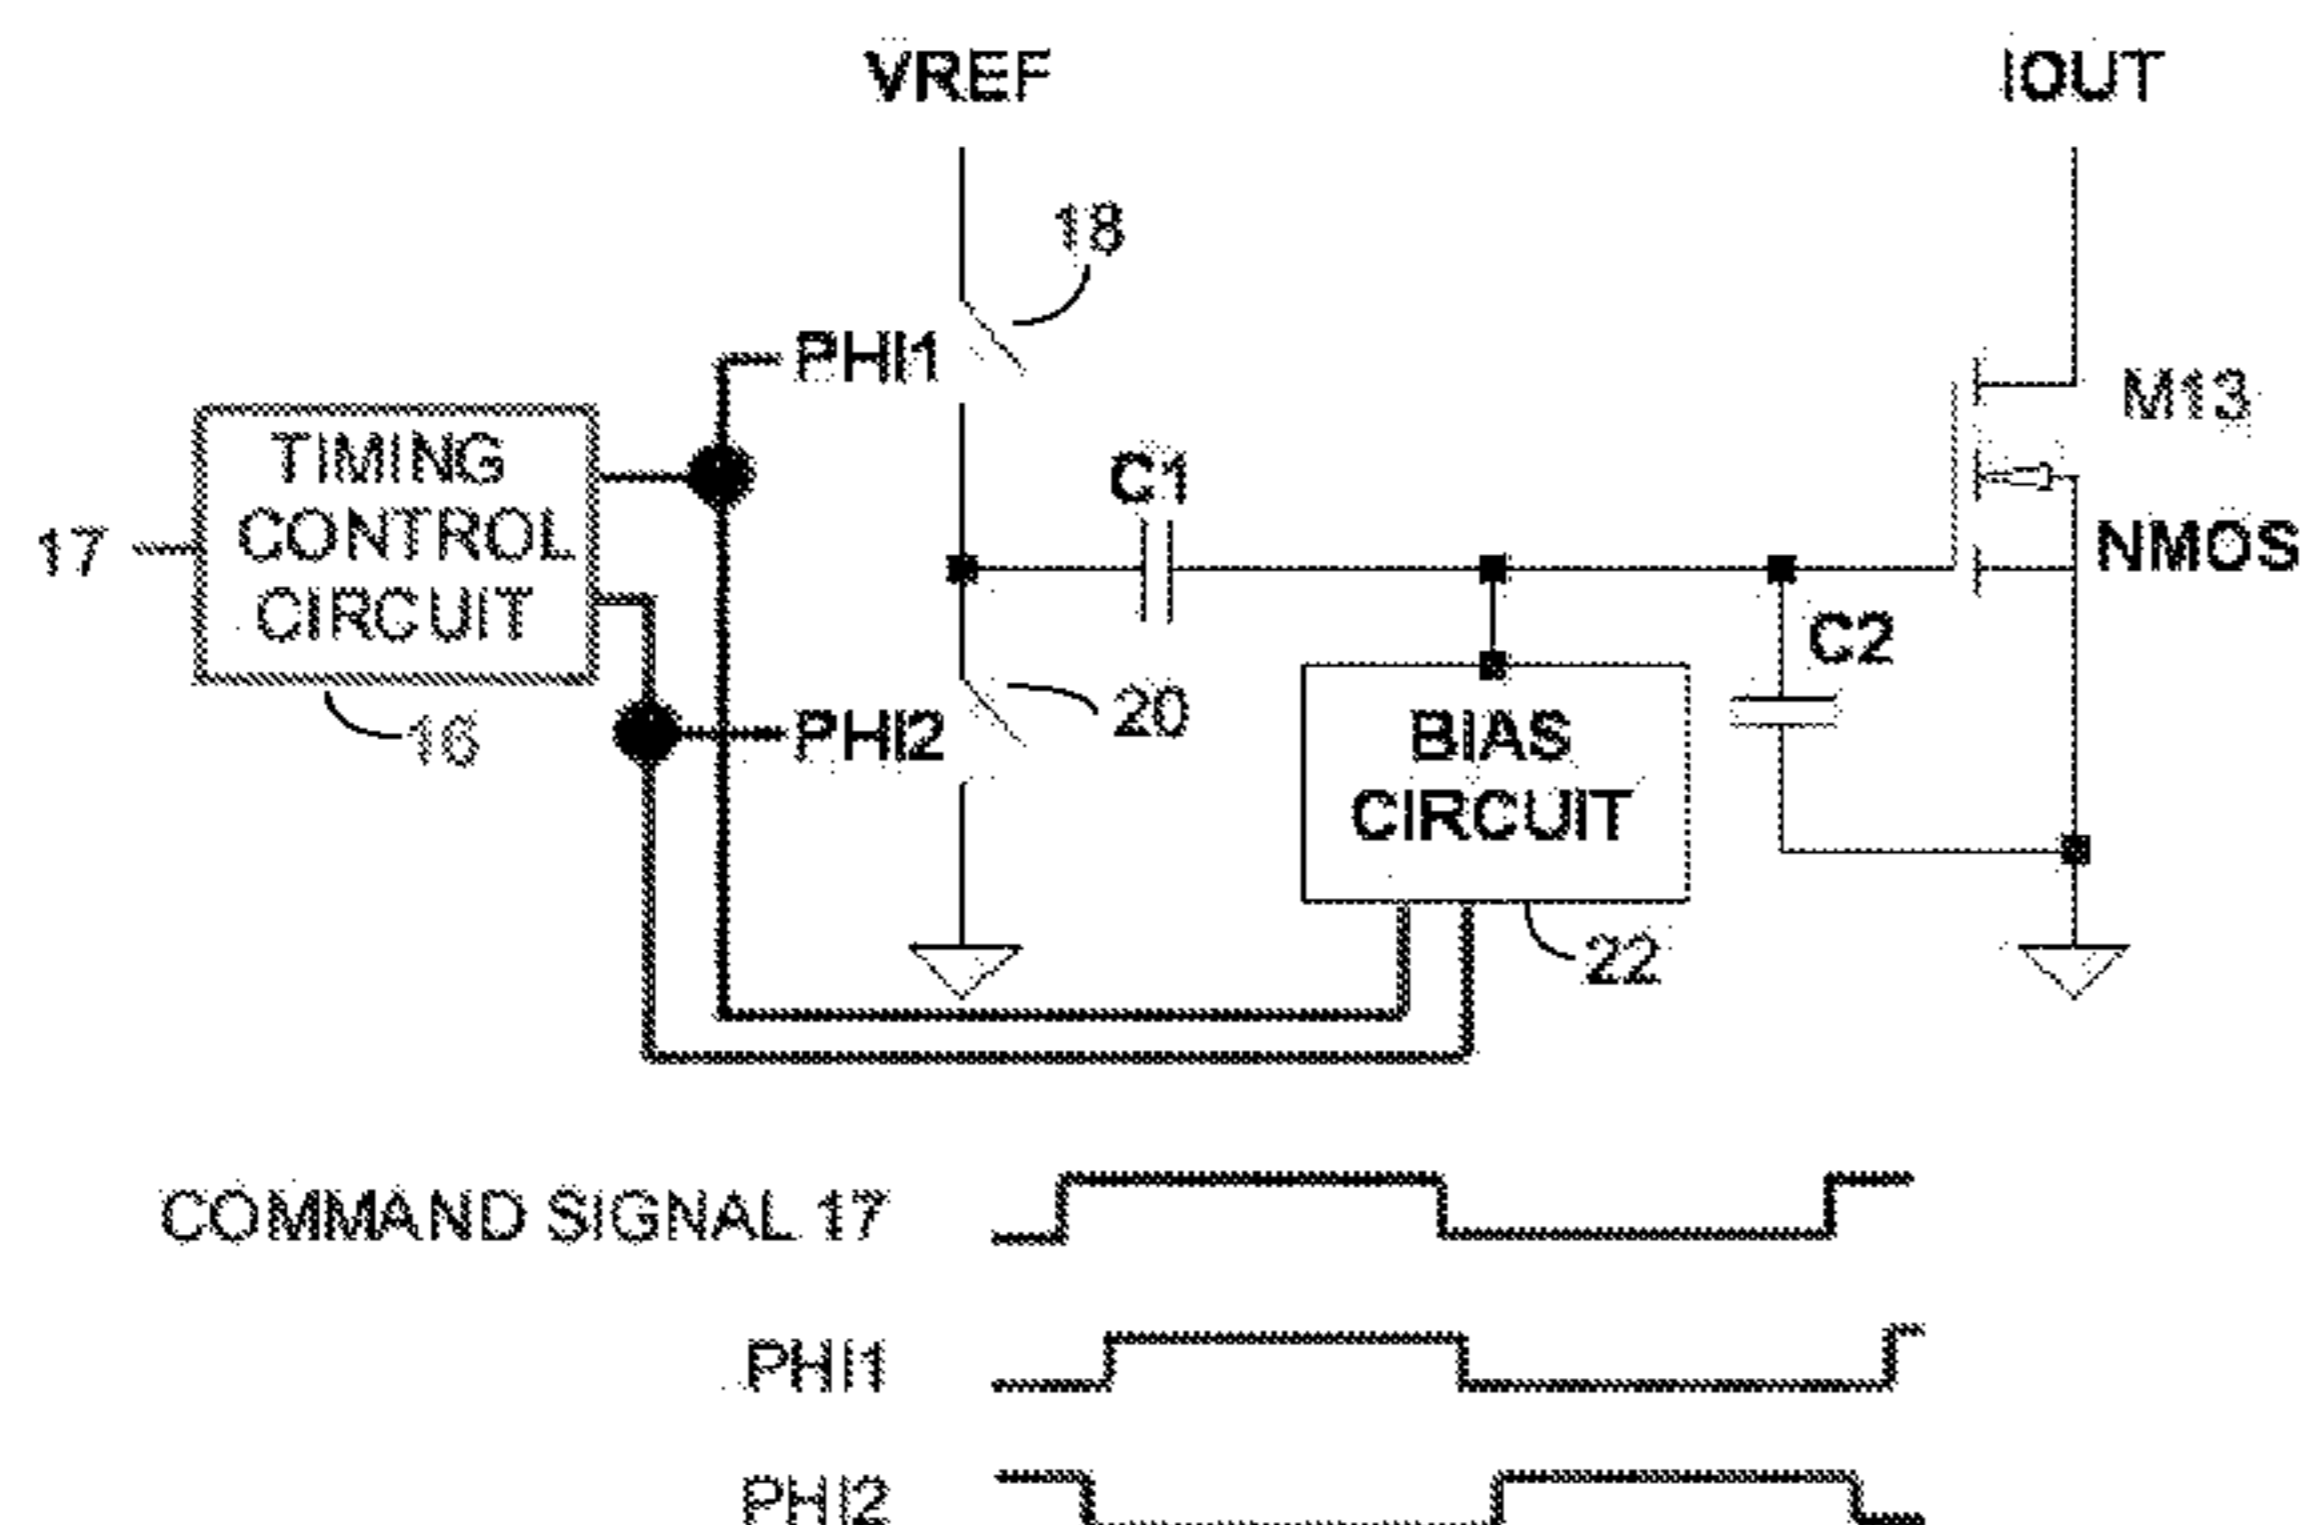 VREF
IOUT
18
PHI1
M13
TIMING
CONTROL
CIRCUIT
C1
17
NMOS
C2
20
16
PHI2
BIAS
CIRCUIT
22
COMMAND SIGNAL 17
PHI1
PHI2